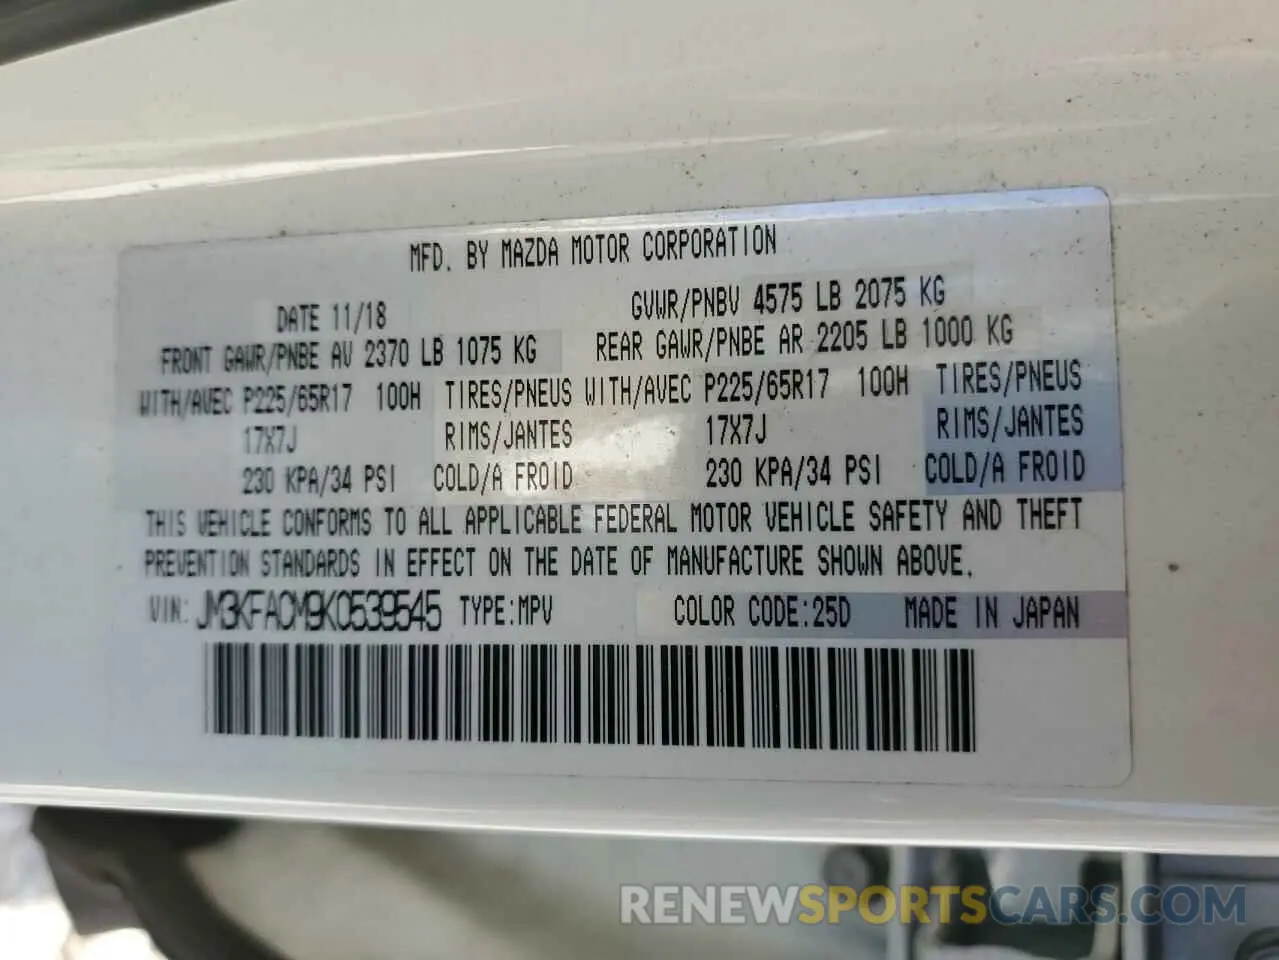 MFD. BY MAZDA MOTOR CORPORATION
DATE 11/18 GVWR/PNBV 4575 LB 2075 KG
FRONT GAWR/PNBE AV 2370 LB 1075 KG REAR GAWR/PNBE AR 2205 LB 1000 KG
WITH/AVEC P225/65R17 100H TIRES/PNEUS WITH/AVEC P225/65R17 100H TIRES/PNEUS
17X7J RIMS/JANTES 17X7J RIMS/JANTES
230 KPA/34 PSI COLD/A FROID 230 KPA/34 PSI COLD/A FROID
THIS VEHICLE CONFORMS TO ALL APPLICABLE FEDERAL MOTOR VEHICLE SAFETY AND THEFT
PREVENTION STANDARDS IN EFFECT ON THE DATE OF MANUFACTURE SHOWN ABOVE.
VIN: JM3KFACM9K0539545 TYPE:MPV COLOR CODE:25D MADE IN JAPAN
RENEWSPORTSCARS.COM